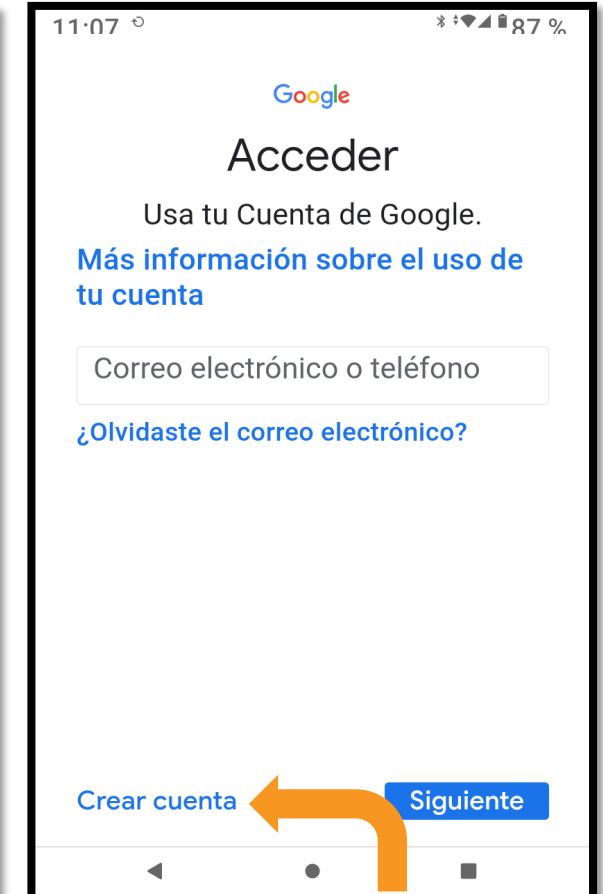 11:07 87 %
Google
Acceder
Usa tu Cuenta de Google.
Más información sobre el uso de
tu cuenta
Correo electrónico o teléfono
¿Olvidaste el correo electrónico?
Crear cuenta Siguiente